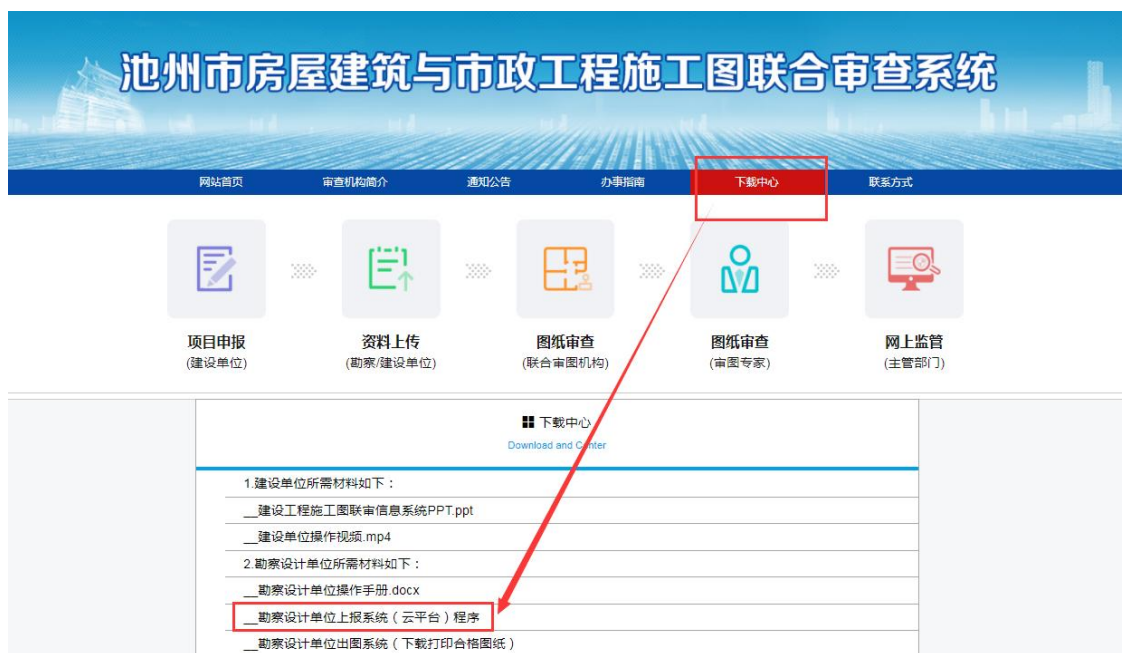 池州市房屋建筑与市政工程施工图联合审查系统
网站首页 审查机构简介 通知公告 办事指南 下载中心 联系方式
项目申报 资料上传 图纸审查 图纸审查 网上监管
(建设单位) (勘察/建设单位) (联合审图机构) (审图专家) (主管部门)
下载中心
Download and Center
1.建设单位所需材料如下：
__建设工程施工图联审信息系统PPT.ppt
__建设单位操作视频.mp4
2.勘察设计单位所需材料如下：
__勘察设计单位操作手册.docx
__勘察设计单位上报系统（云平台）程序
__勘察设计单位出图系统（下载打印合格图纸）